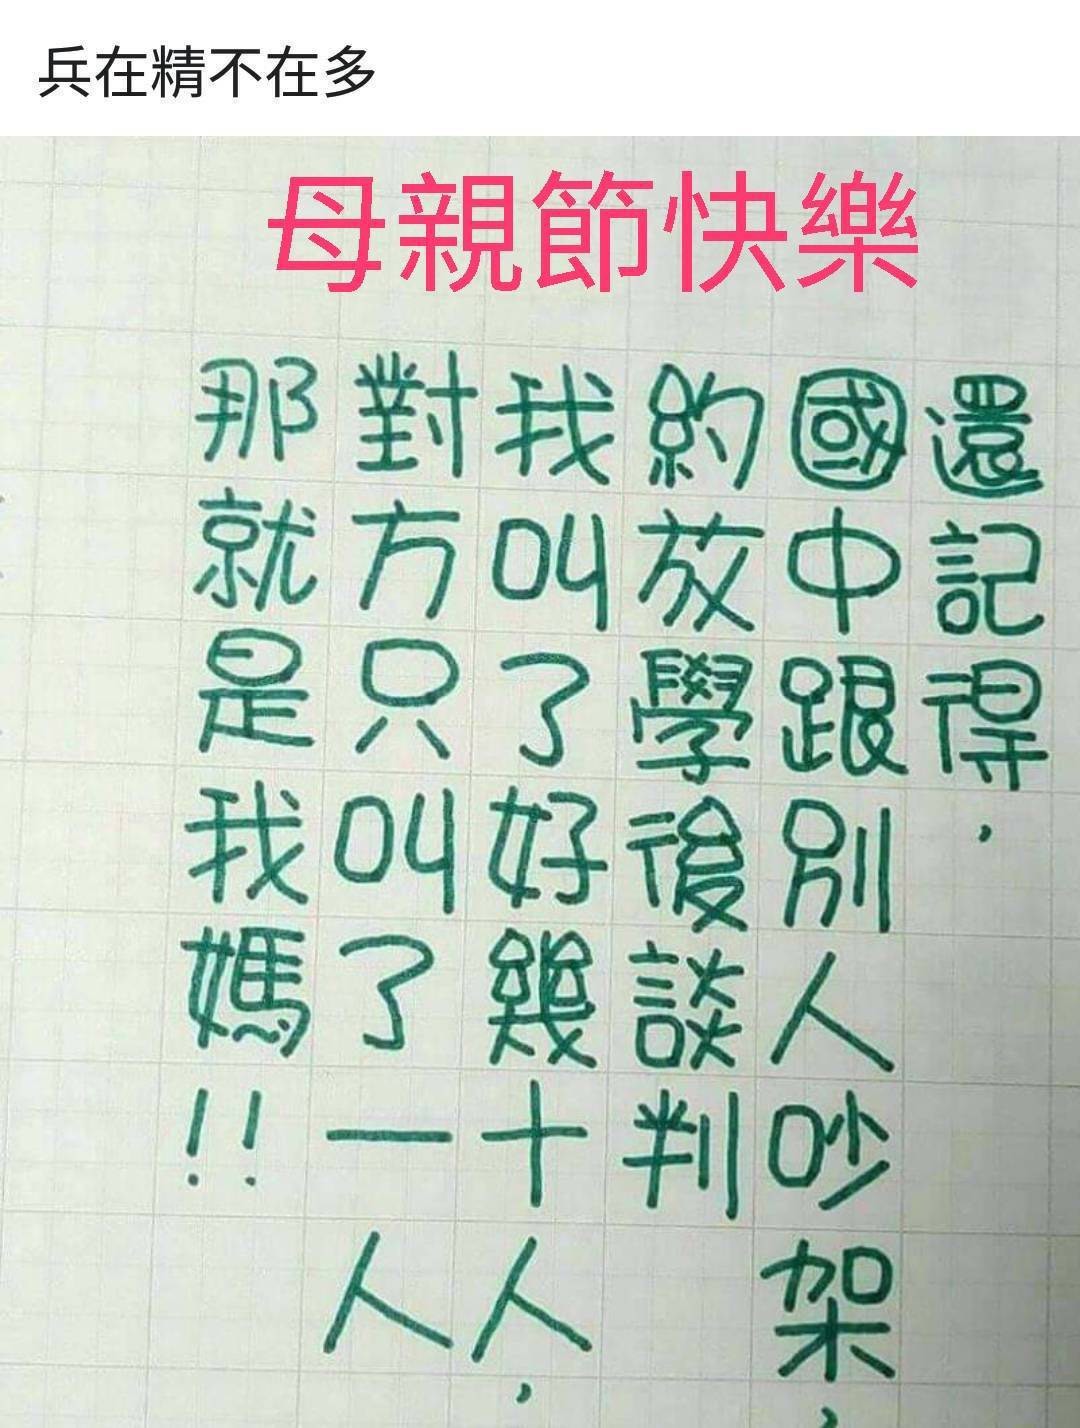 兵在精不在多
母親節快樂
還記得，
國中跟別人吵架，
約放學後談判
我叫了好幾十人，
對方只叫了一人
那就是我媽!!